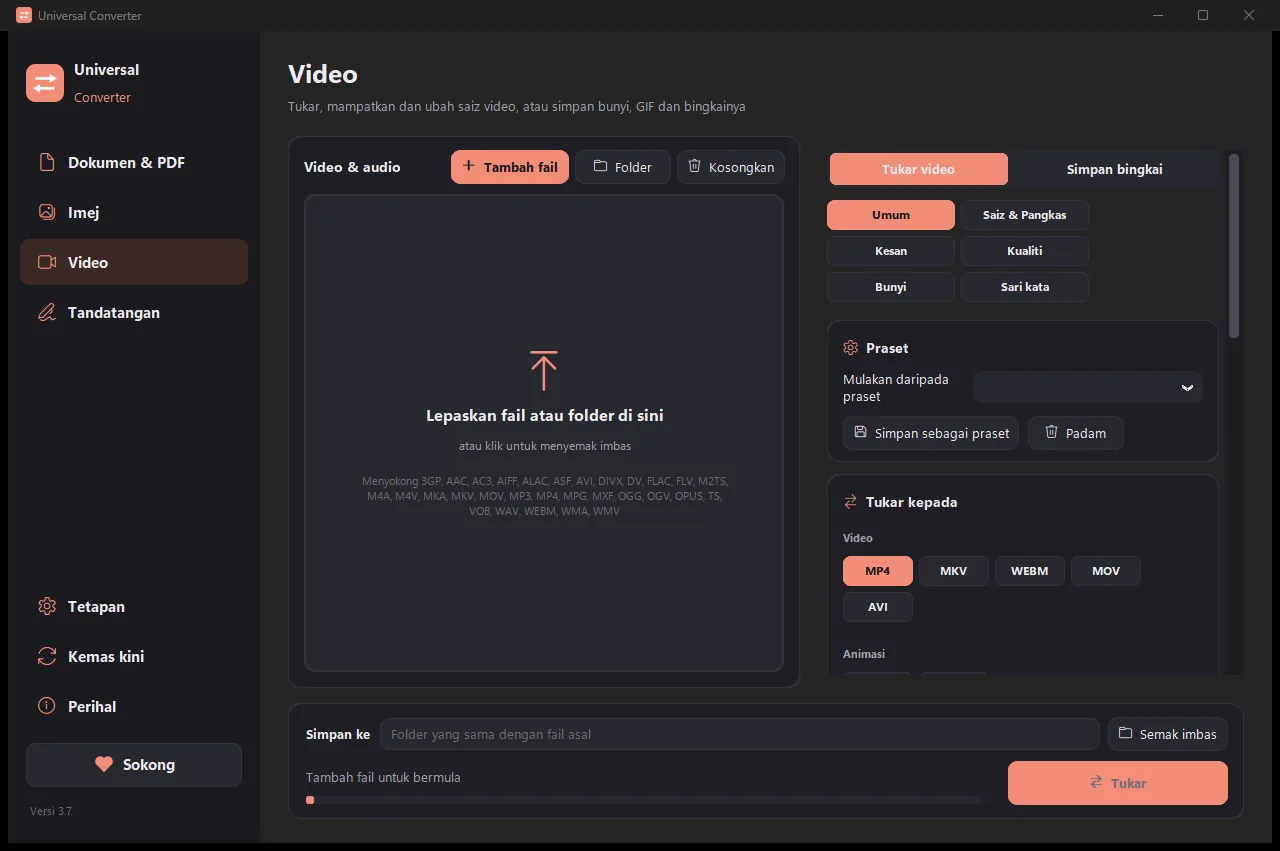 Universal Converter
Universal
Converter
Dokumen & PDF
Imej
Video
Tandatangan
Tetapan
Kemas kini
Perihal
Sokong
Versi 3.7
Video
Tukar, mampatkan dan ubah saiz video, atau simpan bunyi, GIF dan bingkainya
Video & audio
Tambah fail
Folder
Kosongkan
Lepaskan fail atau folder di sini
atau klik untuk menyemak imbas
Menyokong 3GP, AAC, AC3, AIFF, ALAC, ASF, AVI, DIVX, DV, FLAC, FLV, M2TS,
M4A, M4V, MKA, MKV, MOV, MP3, MP4, MPG, MXF, OGG, OGV, OPUS, TS,
VOB, WAV, WEBM, WMA, WMV
Tukar video
Simpan bingkai
Umum
Saiz & Pangkas
Kesan
Kualiti
Bunyi
Sari kata
Praset
Mulakan daripada
praset
Simpan sebagai praset
Padam
Tukar kepada
Video
MP4
MKV
WEBM
MOV
AVI
Animasi
Simpan ke
Folder yang sama dengan fail asal
Semak imbas
Tambah fail untuk bermula
Tukar